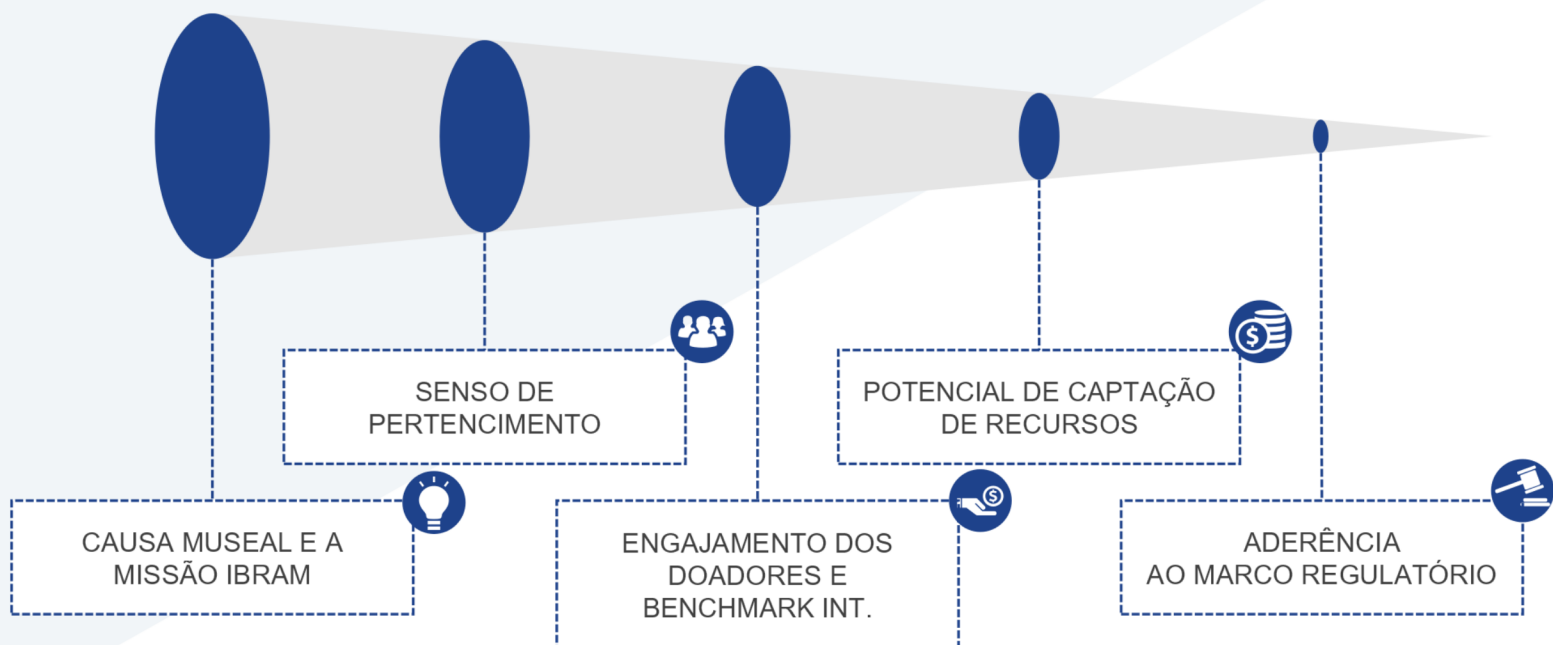 CAUSA MUSEAL E A
MISSÃO IBRAM
SENSO DE
PERTENCIMENTO
ENGAJAMENTO DOS
DOADORES E
BENCHMARK INT.
POTENCIAL DE CAPTAÇÃO
DE RECURSOS
ADERÊNCIA
AO MARCO REGULATÓRIO